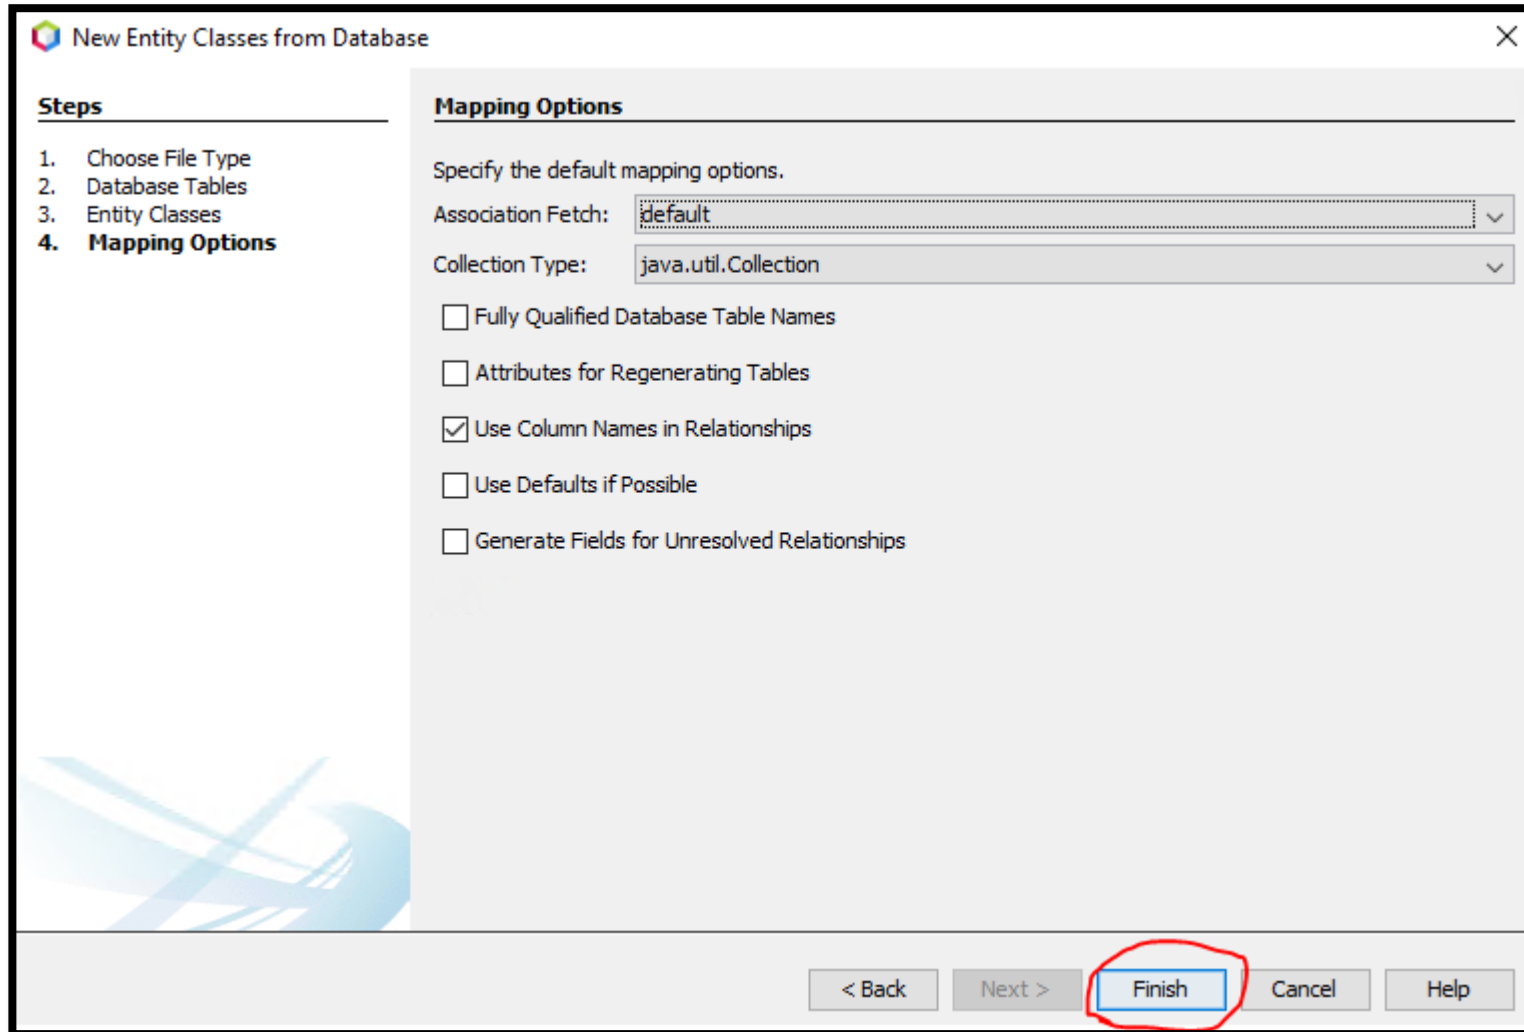 New Entity Classes from Database
Steps
1. Choose File Type
2. Database Tables
3. Entity Classes
4. Mapping Options
Mapping Options
Specify the default mapping options.
Association Fetch: default
Collection Type: java.util.Collection
Fully Qualified Database Table Names
Attributes for Regenerating Tables
Use Column Names in Relationships
Use Defaults if Possible
Generate Fields for Unresolved Relationships
< Back Next > Finish Cancel Help